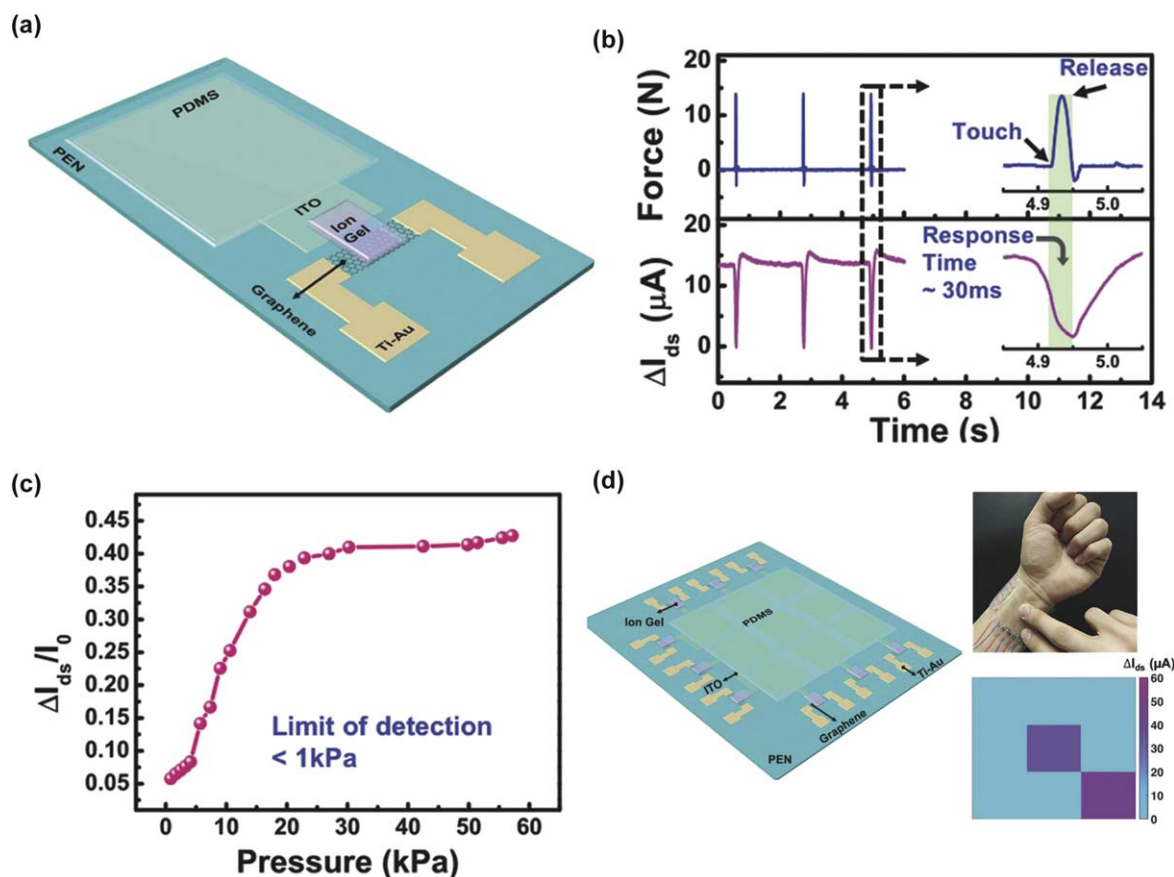 (a)
PDMS
PEN
ITO
Ion
Gel
Graphene
Ti-Au
(b)
Force (N)
20
15
10
5
0
Release
Touch
4.9 5.0
ΔIds (μA)
20
15
10
5
0
Response
Time
~ 30ms
4.9 5.0
0 2 4 6 8 10 12 14
Time (s)
(c)
ΔIds/I0
0.45
0.40
0.35
0.30
0.25
0.20
0.15
0.10
0.05
Limit of detection
< 1kPa
0 10 20 30 40 50 60
Pressure (kPa)
(d)
Ion Gel
PDMS
ITO
Ti-Au
Graphene
PEN
ΔIds (μA)
60
50
40
30
20
10
0